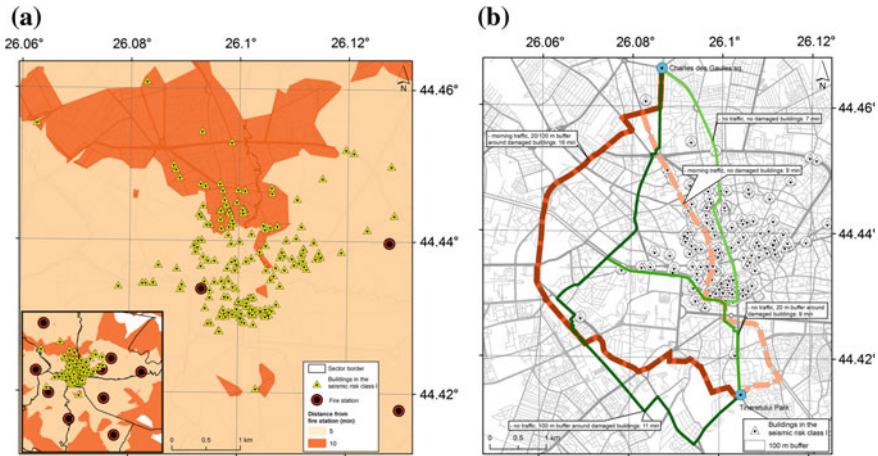 (a)
26.06° 26.08° 26.1° 26.12°
N
44.46°
44.44°
44.42°
Sector border
Buildings in the
seismic risk class I
Fire station
Distance from
fire station (min)
5
10
0 0.5 1 km
(b)
26.06° 26.08° 26.1° 26.12°
N
Charles des Gaulles sq.
44.46°
44.44°
44.42°
- no traffic, no damaged buildings: 7 min
- morning traffic, 20/100 m buffer
around damaged buildings: 16 min
- morning traffic, no damaged buildings: 9 min
- no traffic, 20 m buffer around
damaged buildings: 9 min
Tineretului Park
- no traffic, 100 m buffer around
damaged buildings: 11 min
Buildings in the
seismic risk class I
100 m buffer
0 0.5 1 km